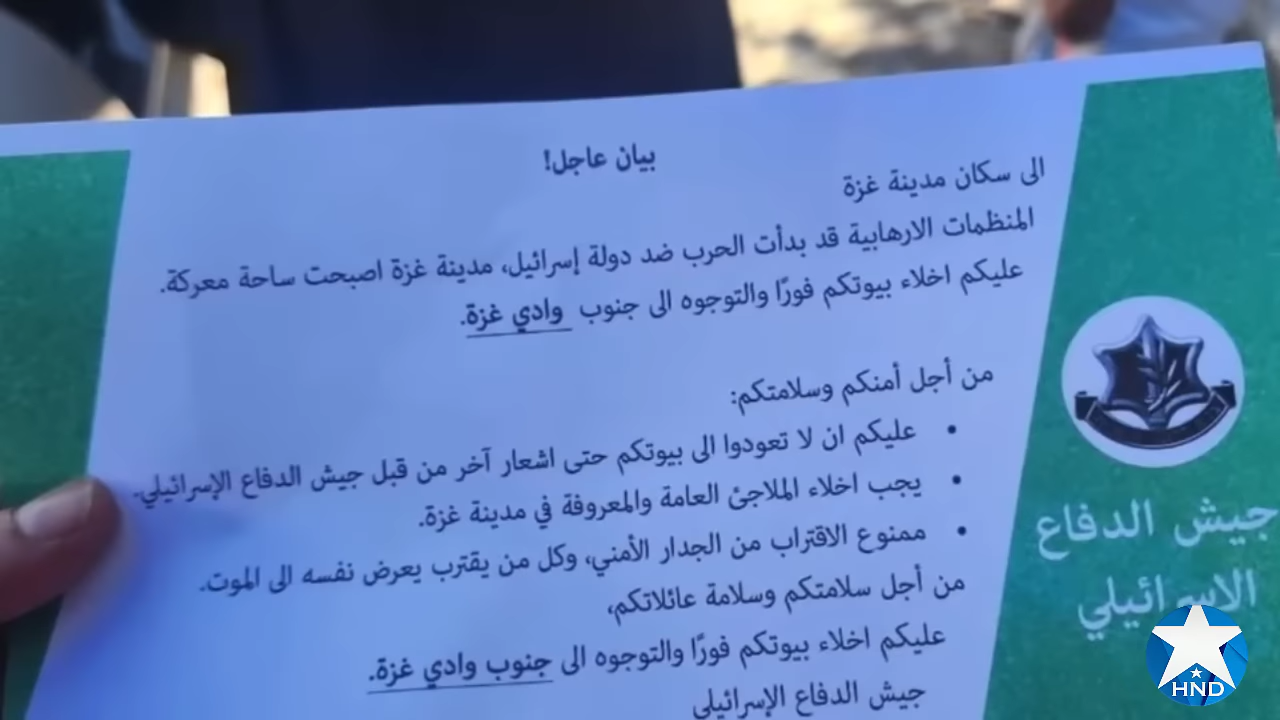 بيان عاجل!
الى سكان مدينة غزة
المنظمات الارهابية قد بدأت الحرب ضد دولة إسرائيل، مدينة غزة اصبحت ساحة معركة.
عليكم اخلاء بيوتكم فورًا والتوجوه الى جنوب وادي غزة.
من أجل أمنكم وسلامتكم:
• عليكم ان لا تعودوا الى بيوتكم حتى اشعار آخر من قبل جيش الدفاع الإسرائيلي.
• يجب اخلاء الملاجئ العامة والمعروفة في مدينة غزة.
• ممنوع الاقتراب من الجدار الأمني، وكل من يقترب يعرض نفسه الى الموت.
من أجل سلامتكم وسلامة عائلاتكم،
عليكم اخلاء بيوتكم فورًا والتوجوه الى جنوب وادي غزة.
جيش الدفاع الإسرائيلي
جيش الدفاع
الاسرائيلي
HND